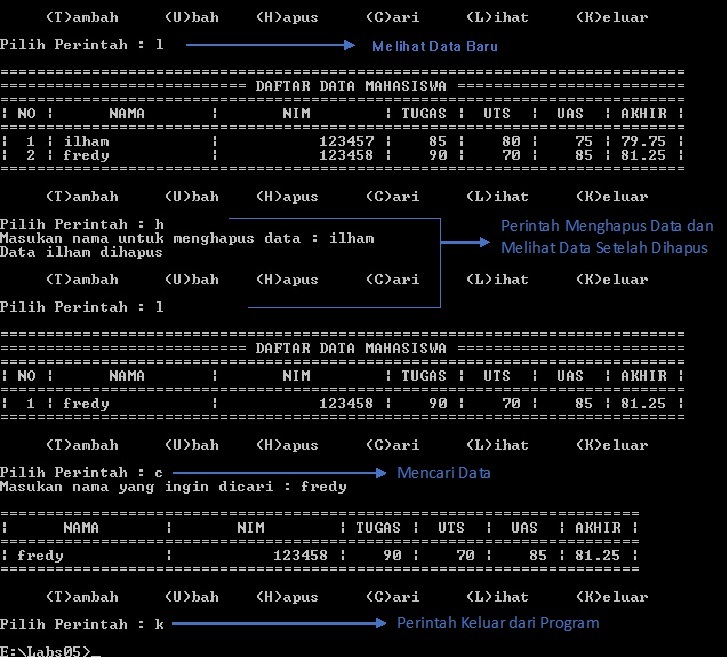 (T)ambah (U)bah (H)apus (C)ari (L)ihat (K)eluar
Pilih Perintah : l Melihat Data Baru
==========================================================================
=========================== DAFTAR DATA MAHASISWA =========================
==========================================================================
| NO | NAMA | NIM | TUGAS | UTS | UAS | AKHIR |
==========================================================================
| 1 | ilham | 123457 | 85 | 80 | 75 | 79.75 |
| 2 | fredy | 123458 | 90 | 70 | 85 | 81.25 |
==========================================================================
(T)ambah (U)bah (H)apus (C)ari (L)ihat (K)eluar
Pilih Perintah : h
Masukan nama untuk menghapus data : ilham
Data ilham dihapus
Perintah Menghapus Data dan
Melihat Data Setelah Dihapus
(T)ambah (U)bah (H)apus (C)ari (L)ihat (K)eluar
Pilih Perintah : l
==========================================================================
=========================== DAFTAR DATA MAHASISWA =========================
==========================================================================
| NO | NAMA | NIM | TUGAS | UTS | UAS | AKHIR |
==========================================================================
| 1 | fredy | 123458 | 90 | 70 | 85 | 81.25 |
==========================================================================
(T)ambah (U)bah (H)apus (C)ari (L)ihat (K)eluar
Pilih Perintah : c Mencari Data
Masukan nama yang ingin dicari : fredy
=====================================================================
| NAMA | NIM | TUGAS | UTS | UAS | AKHIR |
=====================================================================
| fredy | 123458 | 90 | 70 | 85 | 81.25 |
=====================================================================
(T)ambah (U)bah (H)apus (C)ari (L)ihat (K)eluar
Pilih Perintah : k Perintah Keluar dari Program
E:\Labs05>_